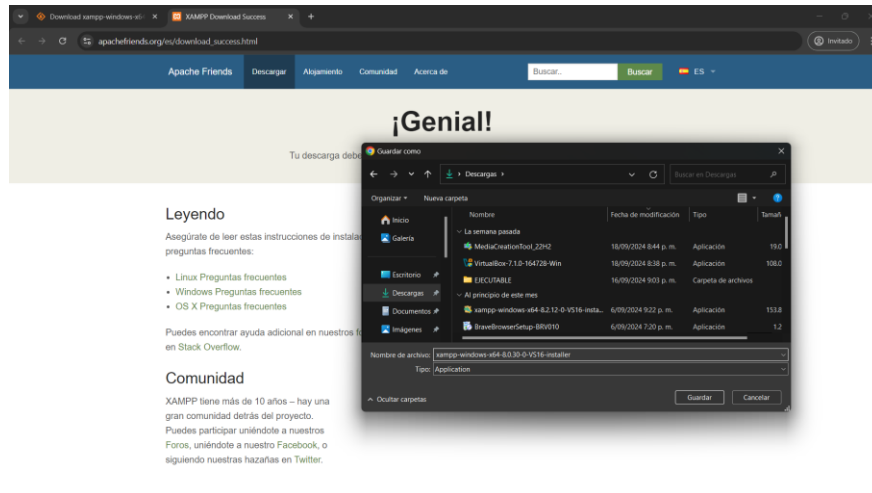 Download xampp-windows-x6
XAMPP Download Success
apachefriends.org/es/download_success.html
Invitado
Apache Friends Descargar Alojamiento Comunidad Acerca de Buscar.. Buscar ES
¡Genial!
Tu descarga debe
Guardar como
Descargas
Buscar en Descargas
Organizar Nueva carpeta
Inicio
Galería
Escritorio
Descargas
Documentos
Imágenes
Nombre Fecha de modificación Tipo Tamañ
La semana pasada
MediaCreationTool_22H2 18/09/2024 8:44 p. m. Aplicación 19.0
VirtualBox-7.1.0-164728-Win 18/09/2024 8:38 p. m. Aplicación 108.0
EJECUTABLE 16/09/2024 9:03 p. m. Carpeta de archivos
Al principio de este mes
xampp-windows-x64-8.2.12-0-VS16-insta... 6/09/2024 9:22 p. m. Aplicación 153.8
BraveBrowserSetup-BRV010 6/09/2024 7:20 p. m. Aplicación 1.2
Nombre de archivo: xampp-windows-x64-8.0.30-0-VS16-installer
Tipo: Application
Ocultar carpetas Guardar Cancelar
Leyendo
Asegúrate de leer estas instrucciones de instala
preguntas frecuentes:
Linux Preguntas frecuentes
Windows Preguntas frecuentes
OS X Preguntas frecuentes
Puedes encontrar ayuda adicional en nuestros fo
en Stack Overflow.
Comunidad
XAMPP tiene más de 10 años – hay una
gran comunidad detrás del proyecto.
Puedes participar uniéndote a nuestros
Foros, uniéndote a nuestro Facebook, o
siguiendo nuestras hazañas en Twitter.